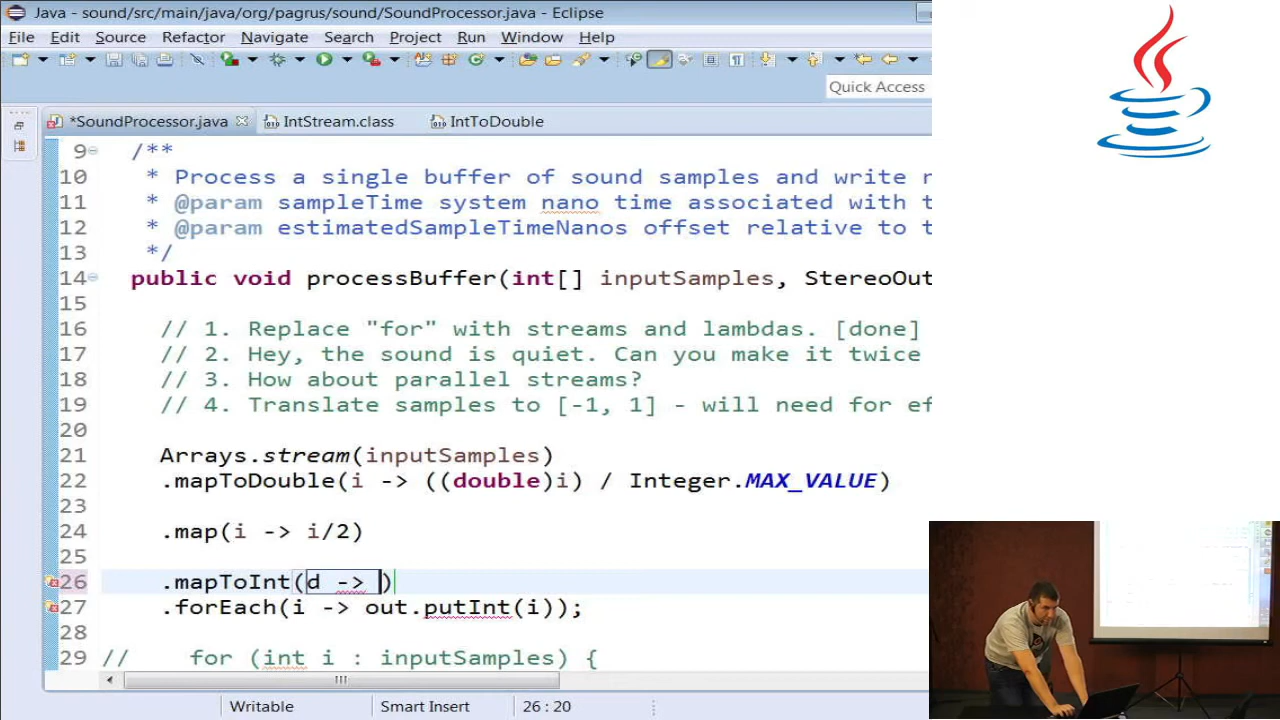 Java - sound/src/main/java/org/pagrus/sound/SoundProcessor.java - Eclipse
File Edit Source Refactor Navigate Search Project Run Window Help
Quick Access
*SoundProcessor.java IntStream.class IntToDouble
9 /**
10 * Process a single buffer of sound samples and write
11 * @param sampleTime system nano time associated with
12 * @param estimatedSampleTimeNanos offset relative to
13 */
14 public void processBuffer(int[] inputSamples, StereoOut
15
16 // 1. Replace "for" with streams and lambdas. [done]
17 // 2. Hey, the sound is quiet. Can you make it twice
18 // 3. How about parallel streams?
19 // 4. Translate samples to [-1, 1] - will need for ef
20
21 Arrays.stream(inputSamples)
22 .mapToDouble(i -> ((double)i) / Integer.MAX_VALUE)
23
24 .map(i -> i/2)
25
26 .mapToInt(d -> )
27 .forEach(i -> out.putInt(i));
28
29 // for (int i : inputSamples) {
Writable Smart Insert 26 : 20